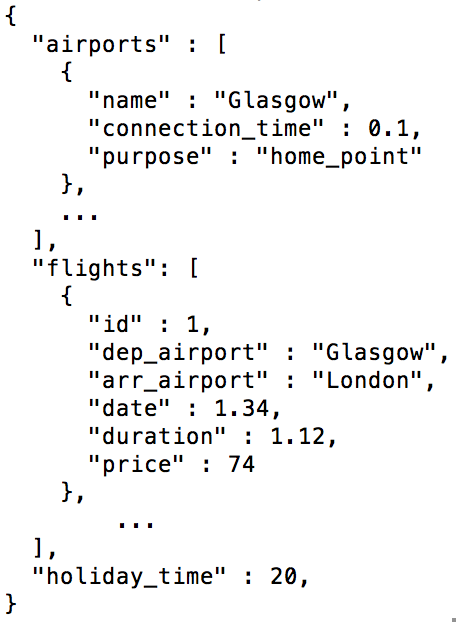 {
  "airports" : [
    {
      "name" : "Glasgow",
      "connection_time" : 0.1,
      "purpose" : "home_point"
    },
    ...
  ],
  "flights": [
    {
      "id" : 1,
      "dep_airport" : "Glasgow",
      "arr_airport" : "London",
      "date" : 1.34,
      "duration" : 1.12,
      "price" : 74
    },
        ...
  ],
  "holiday_time" : 20,
}